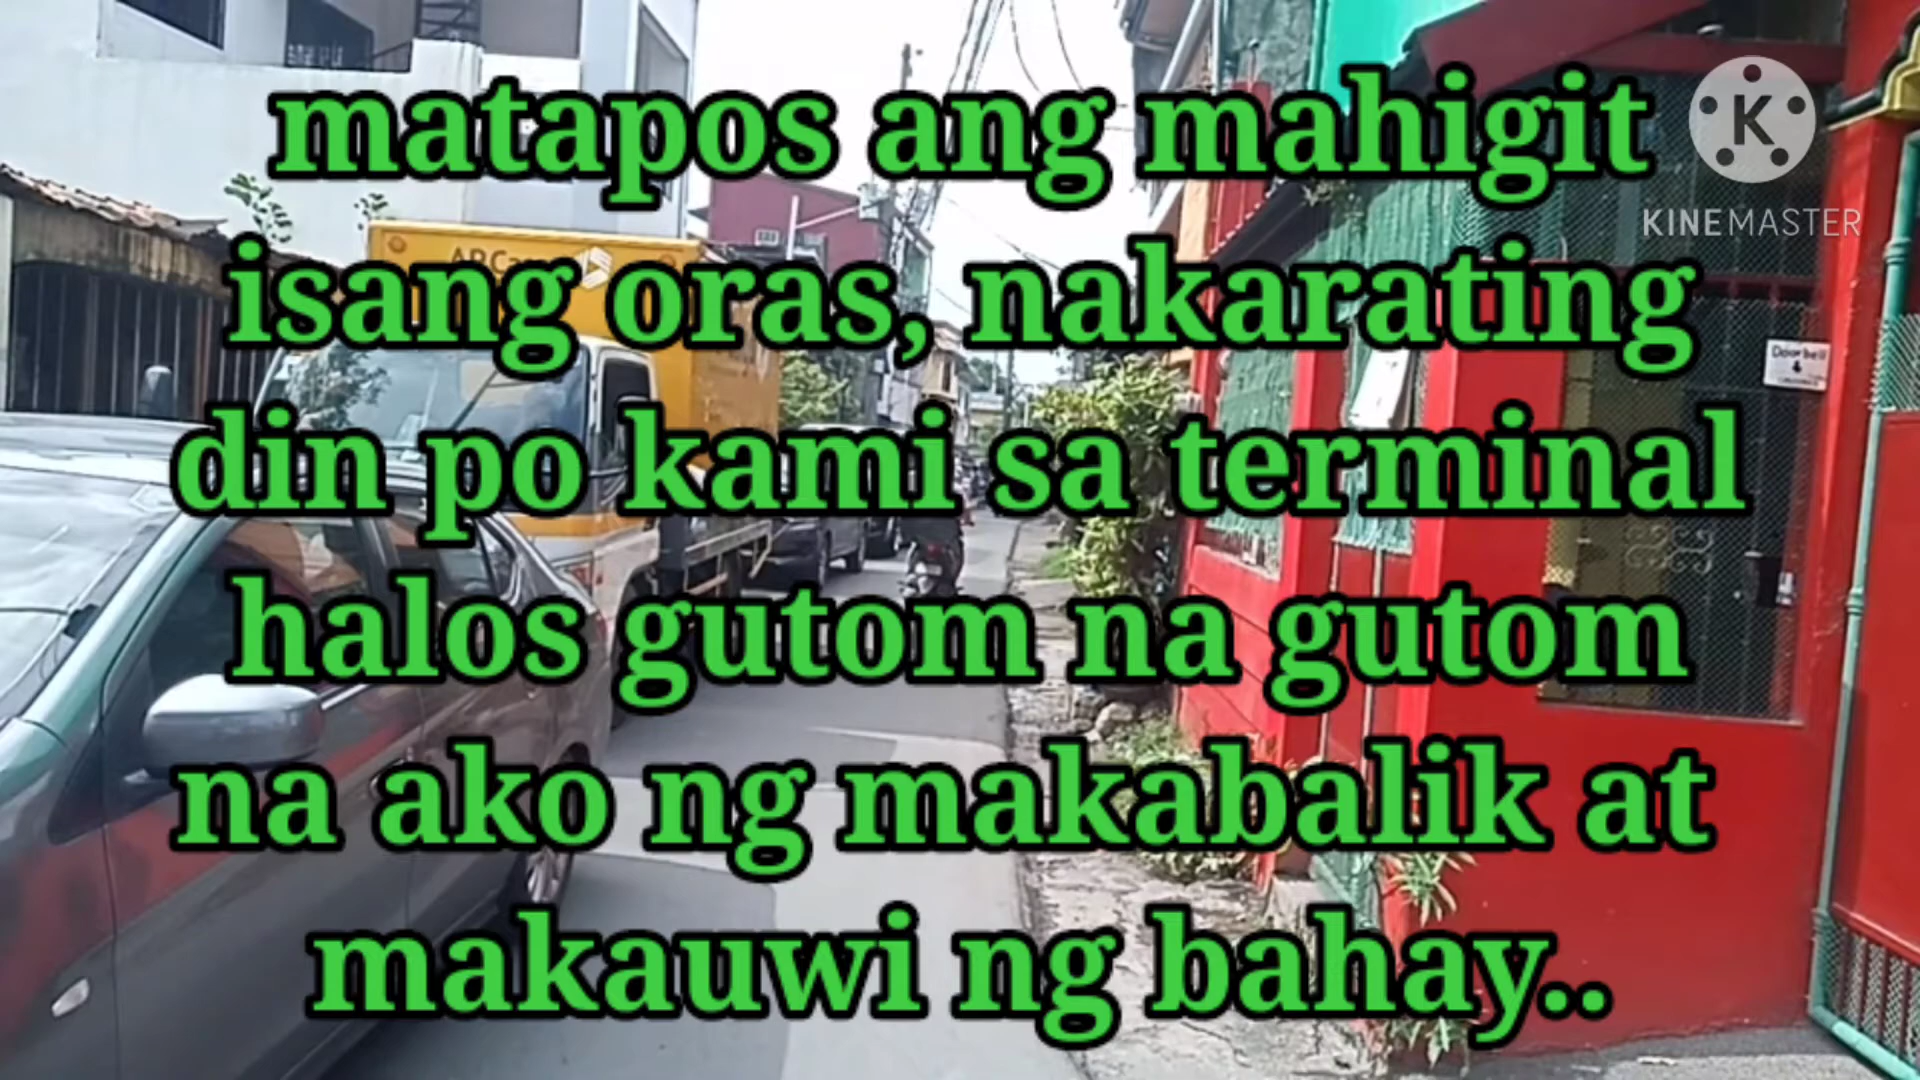 matapos ang mahigit
isang oras, nakarating
din po kami sa terminal
halos gutom na gutom
na ako ng makabalik at
makauwi ng bahay..
K
KINEMASTER
Doorbell